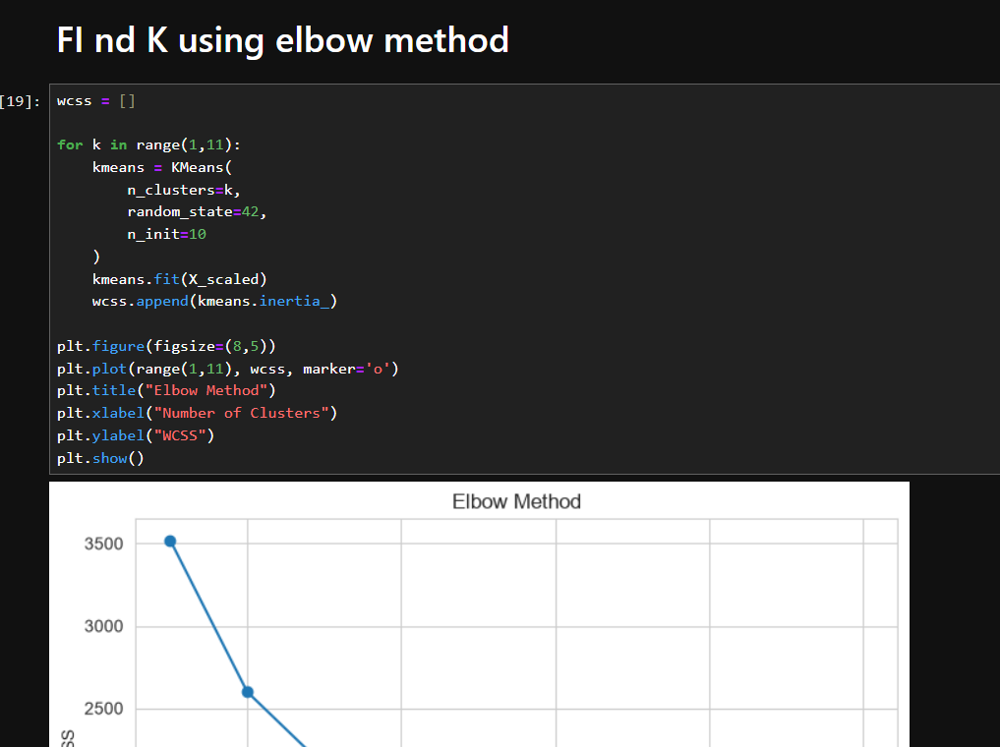 FI nd K using elbow method
[19]:
wcss = []
for k in range(1,11):
    kmeans = KMeans(
        n_clusters=k,
        random_state=42,
        n_init=10
    )
    kmeans.fit(X_scaled)
    wcss.append(kmeans.inertia_)
plt.figure(figsize=(8,5))
plt.plot(range(1,11), wcss, marker='o')
plt.title("Elbow Method")
plt.xlabel("Number of Clusters")
plt.ylabel("WCSS")
plt.show()
Elbow Method
3500
3000
2500
SS